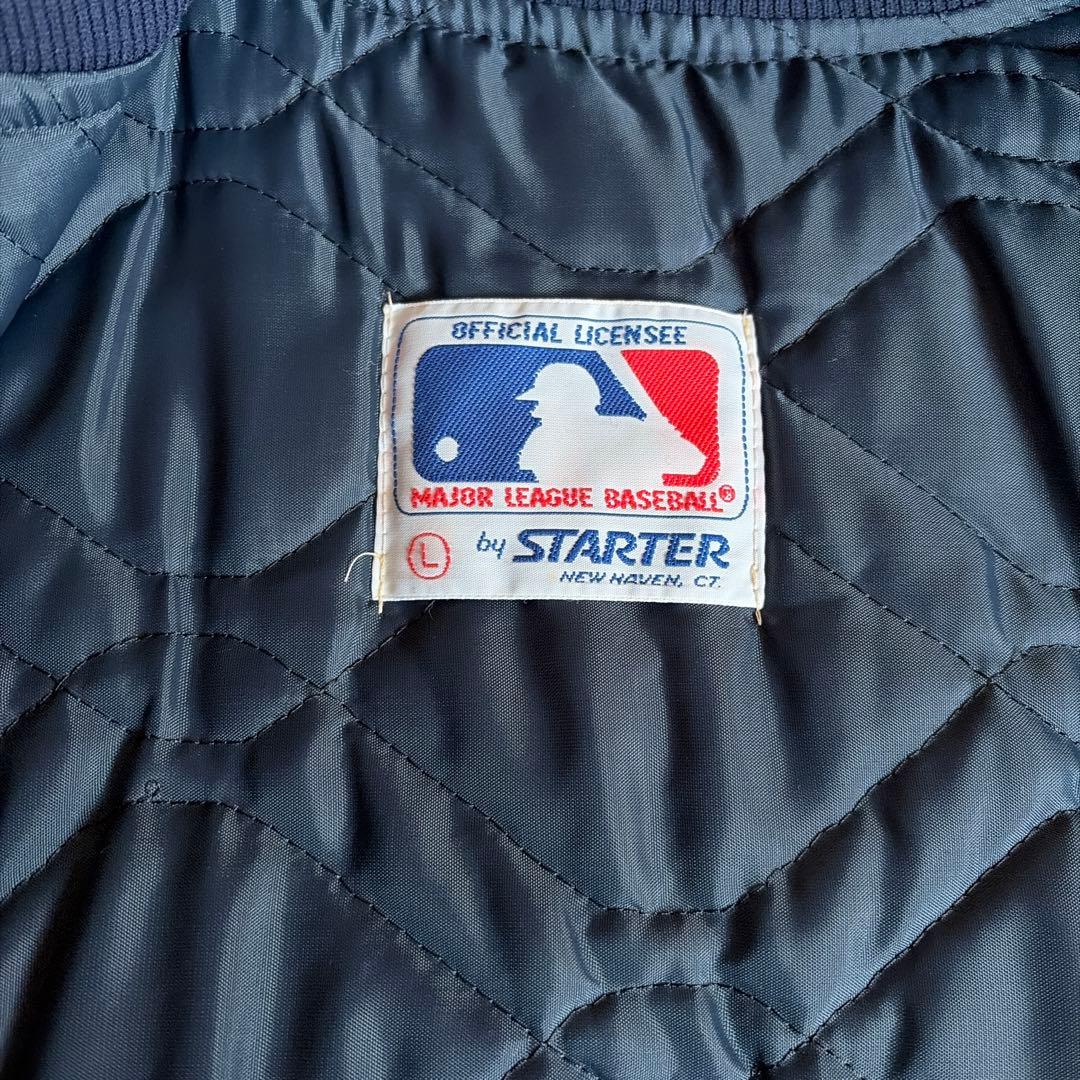 OFFICIAL LICENSEE
MAJOR LEAGUE BASEBALL®
L by STARTER
NEW HAVEN, CT.